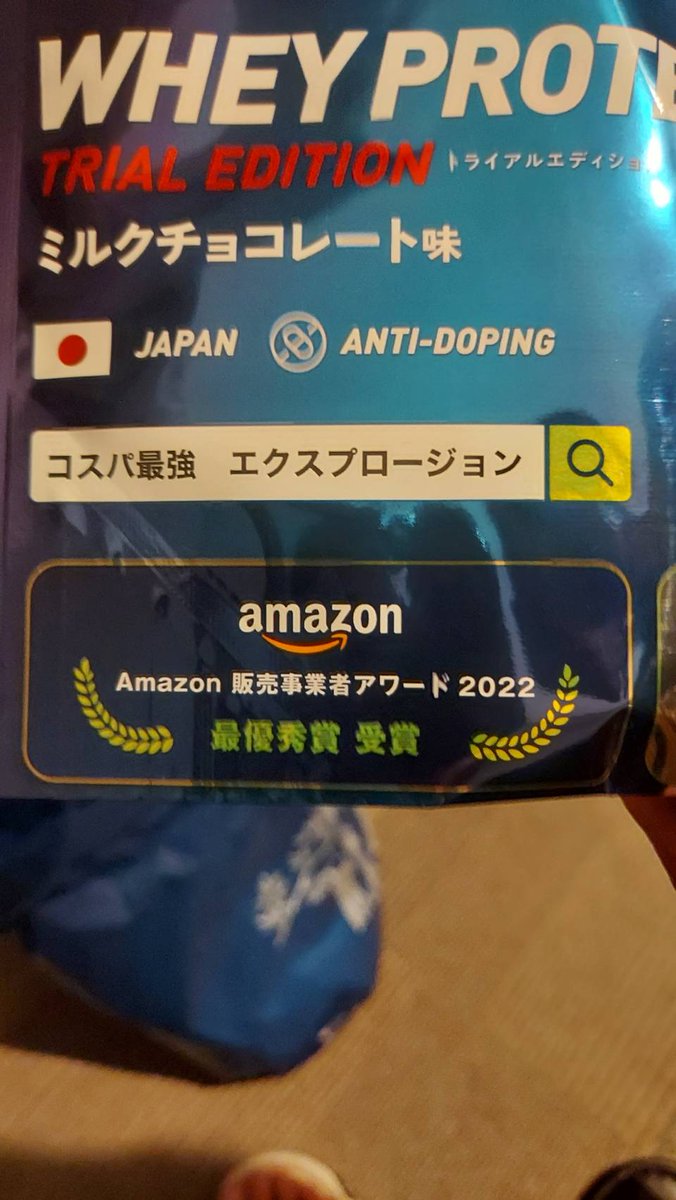 WHEY PROTE
TRIAL EDITION トライアルエディショ
ミルクチョコレート味
JAPAN ANTI-DOPING
コスパ最強 エクスプロージョン
amazon
Amazon 販売事業者アワード 2022
最優秀賞 受賞